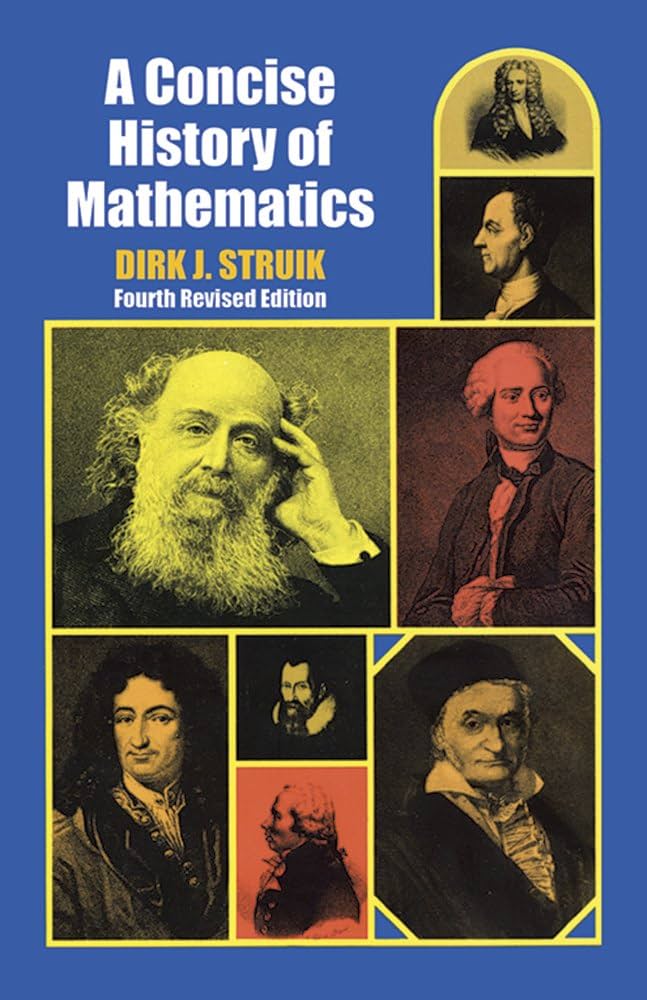 A Concise
History of
Mathematics
DIRK J. STRUIK
Fourth Revised Edition